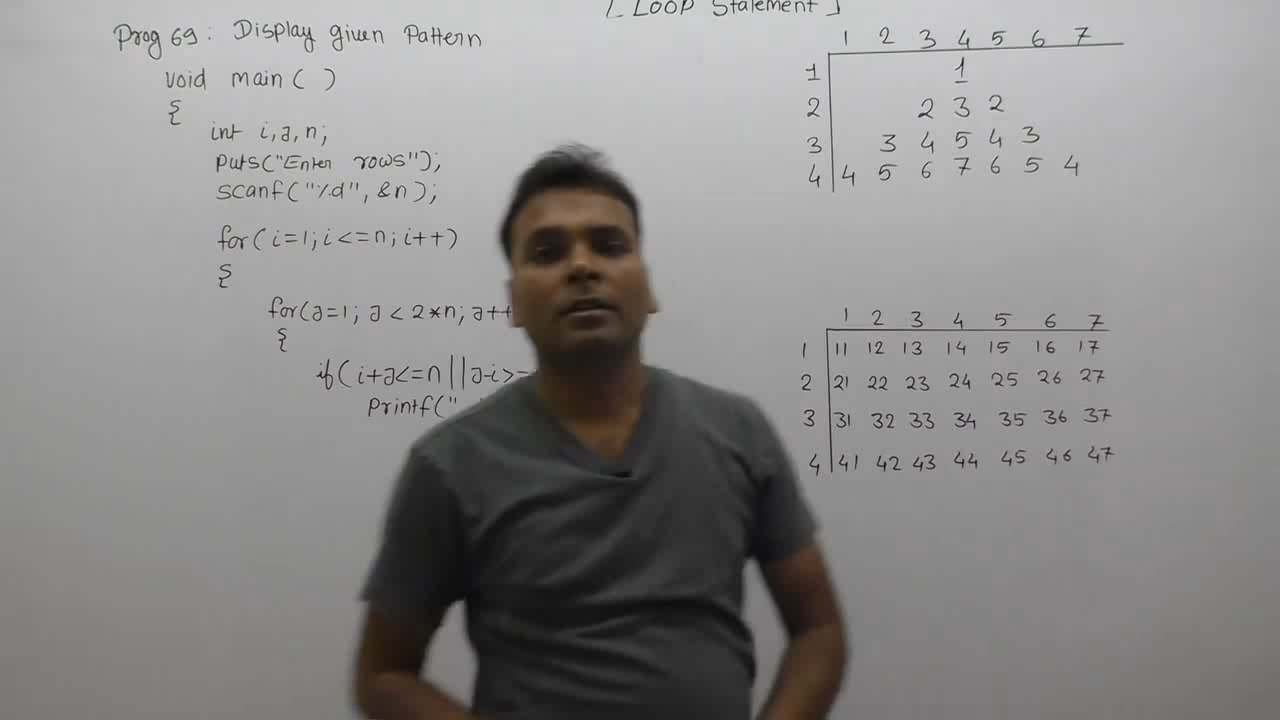 [LOOP Statement]
Prog 69: Display given Pattern
void main( )
{
int i,j,n;
puts("Enter rows");
scanf("%d", &n);
for(i=1;i<=n;i++)
{
for(j=1; j<2*n; j++
{
if(i+j<=n||j-i>=
Printf("
1 2 3 4 5 6 7
1 1
2 2 3 2
3 3 4 5 4 3
4 4 5 6 7 6 5 4
1 2 3 4 5 6 7
1 11 12 13 14 15 16 17
2 21 22 23 24 25 26 27
3 31 32 33 34 35 36 37
4 41 42 43 44 45 46 47